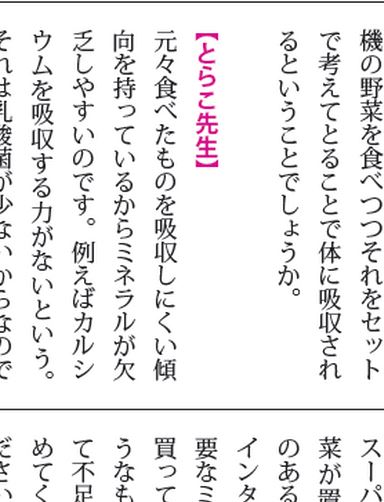 機の野菜を食べつつそれをセット
で考えてとることで体に吸収され
るということでしょうか。
【とらこ先生】
元々食べたものを吸収しにくい傾
向を持っているからミネラルが欠
乏しやすいのです。例えばカルシ
ウムを吸収する力がないという。
それは乳酸菌が少ないからなので
スーパ
菜が置
のある
インタ
要なミ
買って
うなも
て不足
めてく
ださい